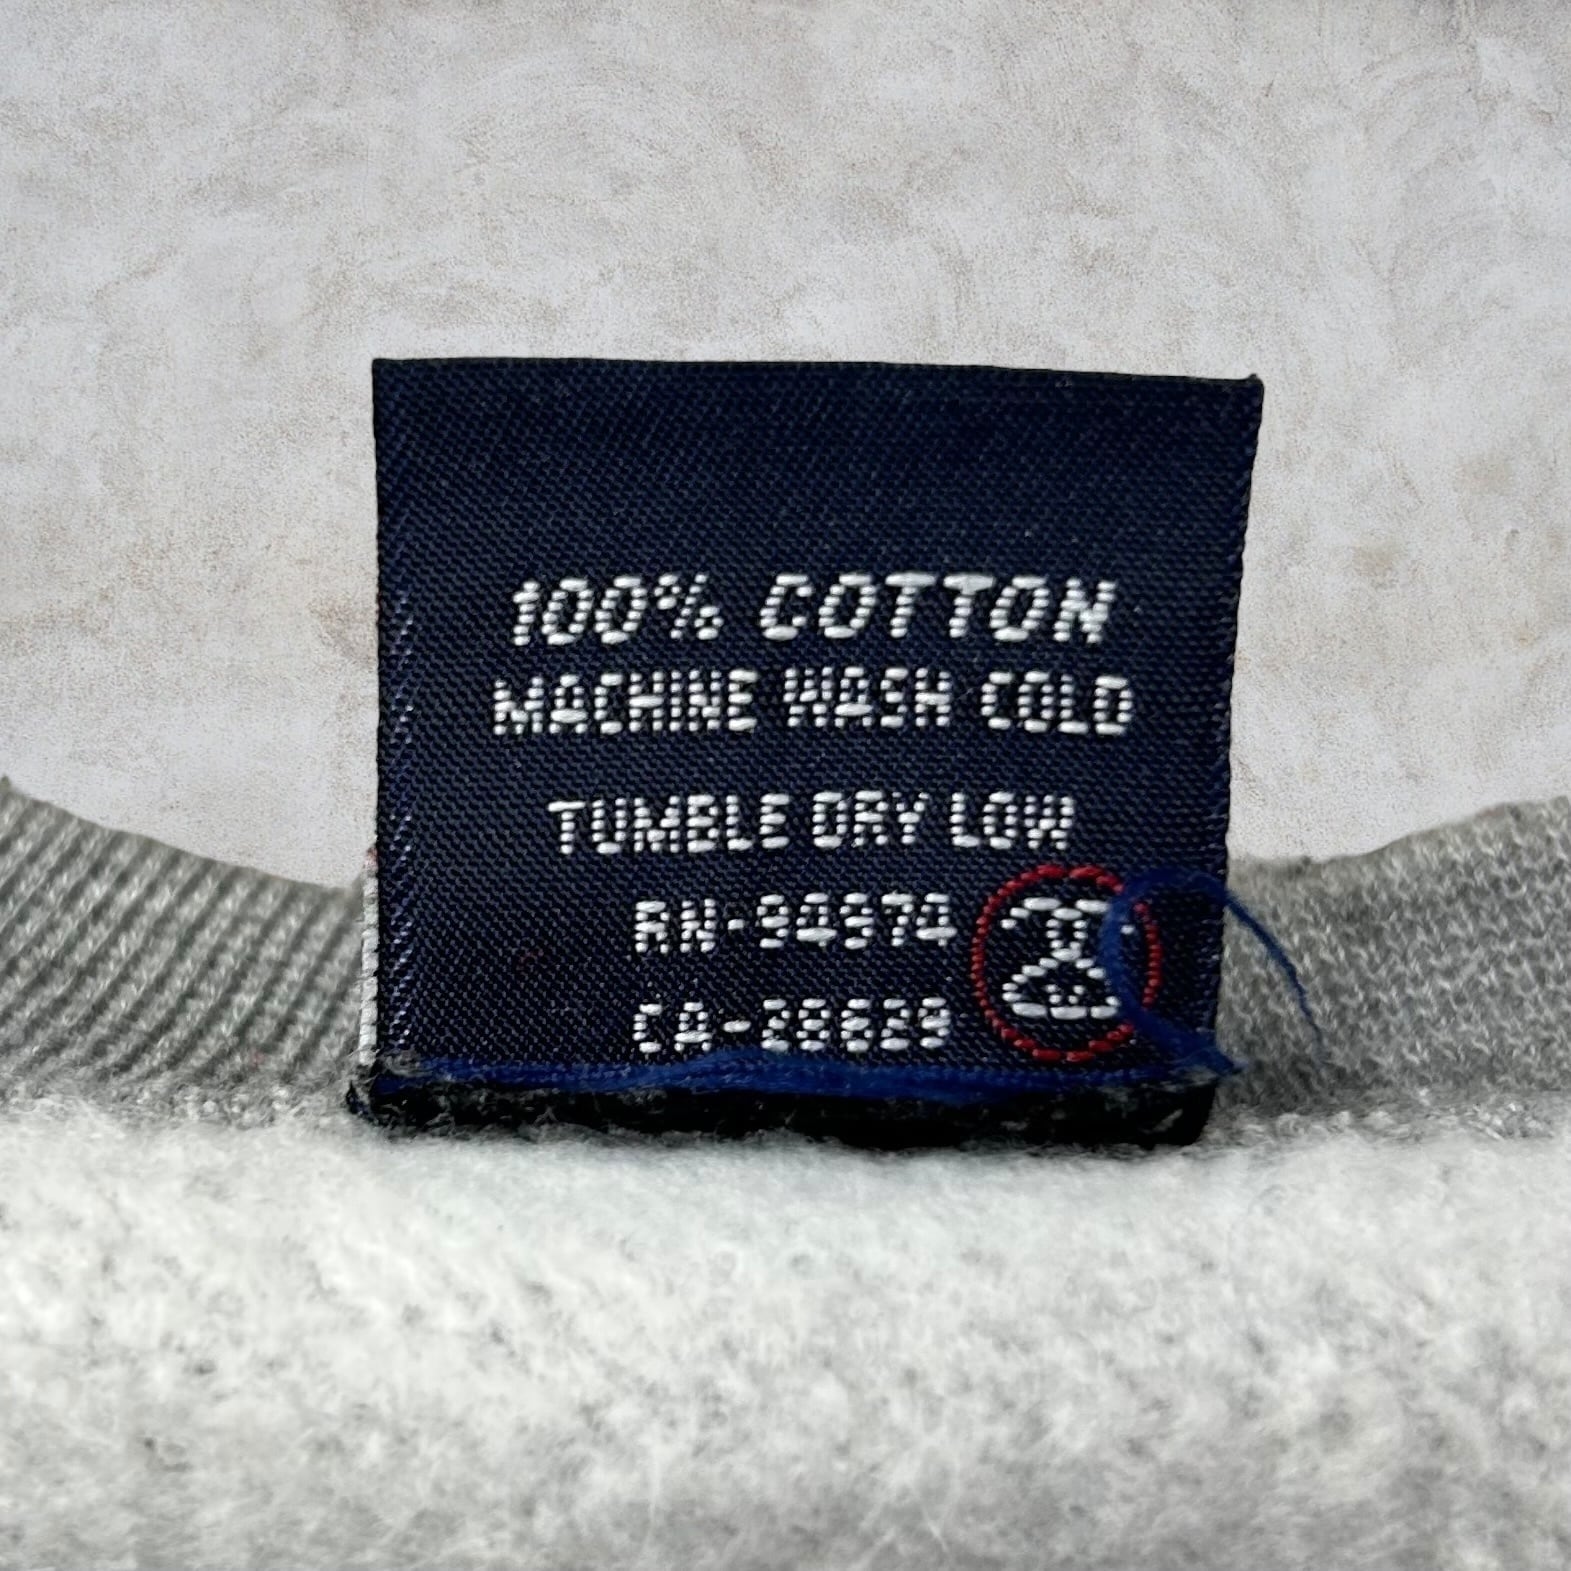 100% COTTON
MACHINE WASH COLD
TUMBLE DRY LOW
RN-94974
CA-28629